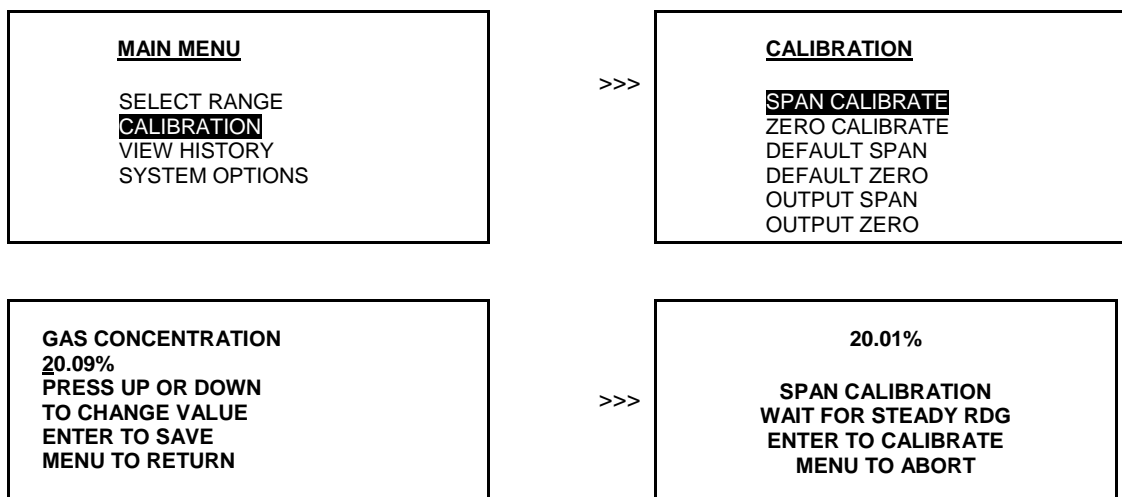 MAIN MENU
SELECT RANGE
CALIBRATION
VIEW HISTORY
SYSTEM OPTIONS
>>>
CALIBRATION
SPAN CALIBRATE
ZERO CALIBRATE
DEFAULT SPAN
DEFAULT ZERO
OUTPUT SPAN
OUTPUT ZERO
GAS CONCENTRATION
20.09%
PRESS UP OR DOWN
TO CHANGE VALUE
ENTER TO SAVE
MENU TO RETURN
>>>
20.01%
SPAN CALIBRATION
WAIT FOR STEADY RDG
ENTER TO CALIBRATE
MENU TO ABORT